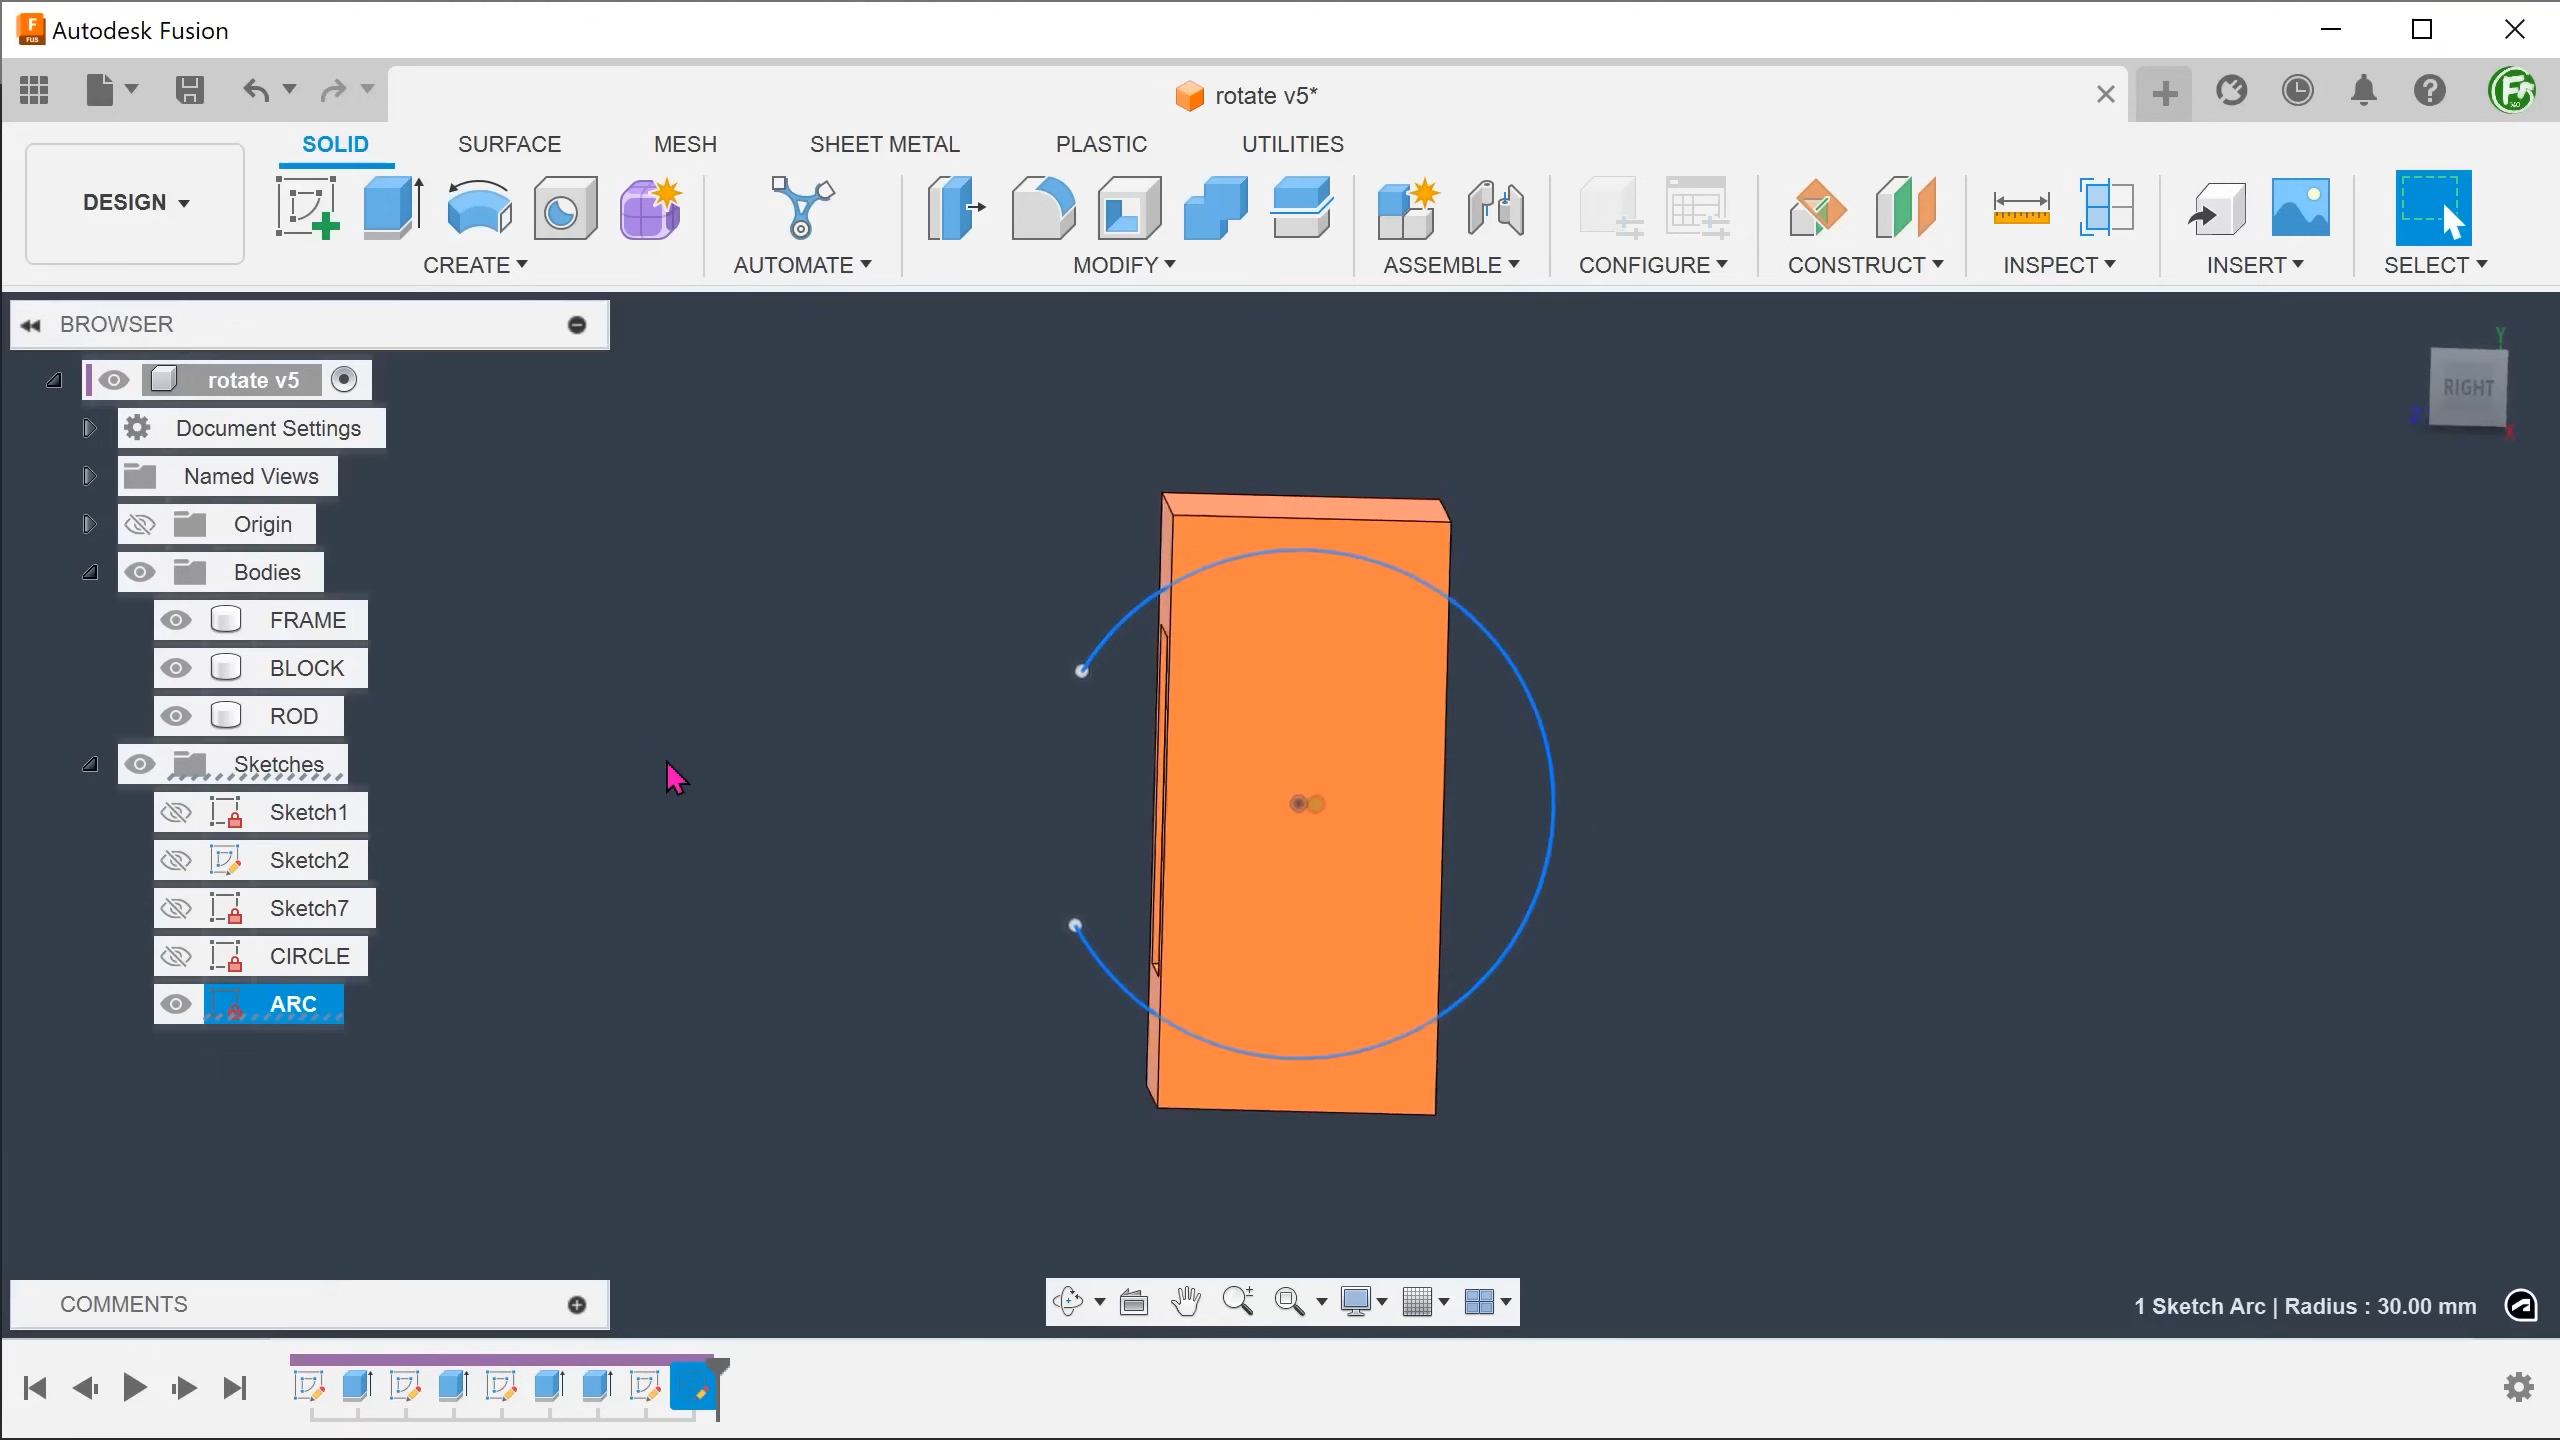 Autodesk Fusion
rotate v5*
SOLID SURFACE MESH SHEET METAL PLASTIC UTILITIES
DESIGN
CREATE AUTOMATE MODIFY ASSEMBLE CONFIGURE CONSTRUCT INSPECT INSERT SELECT
BROWSER
rotate v5
Document Settings
Named Views
Origin
Bodies
FRAME
BLOCK
ROD
Sketches
Sketch1
Sketch2
Sketch7
CIRCLE
ARC
Y
RIGHT
Z
X
COMMENTS
1 Sketch Arc | Radius : 30.00 mm